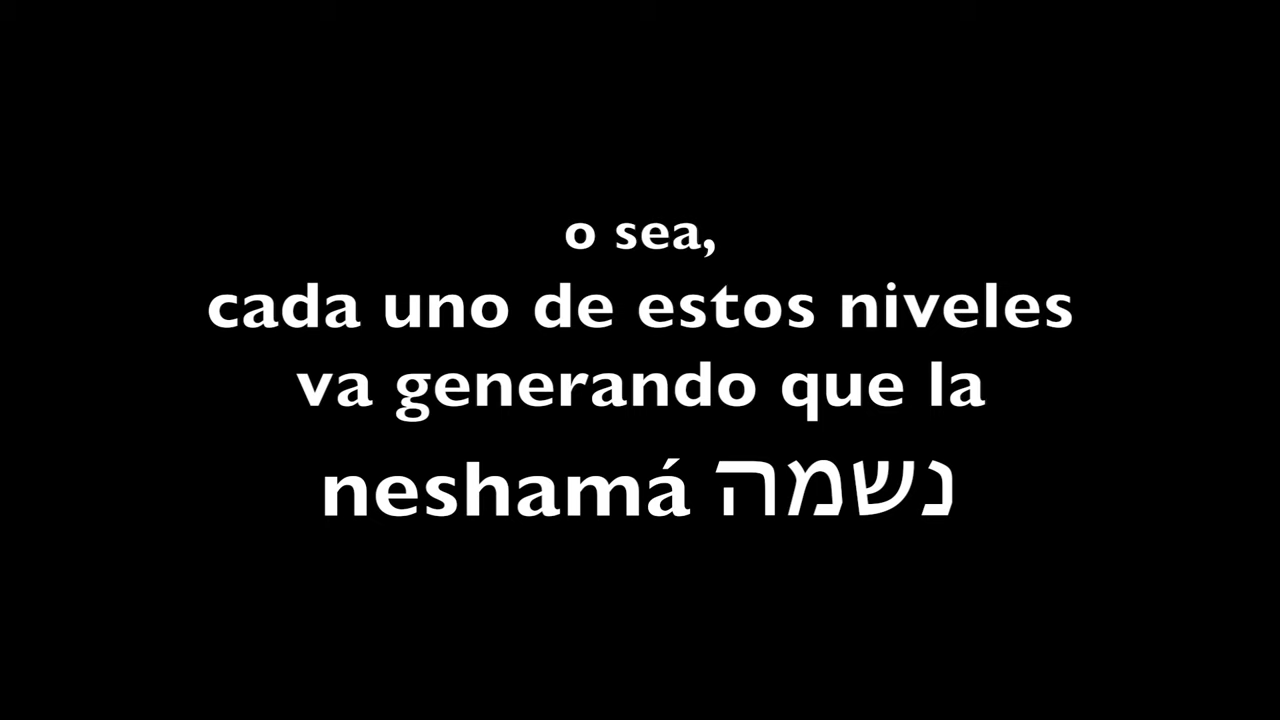 o sea,
cada uno de estos niveles
va generando que la
neshamá נשמה